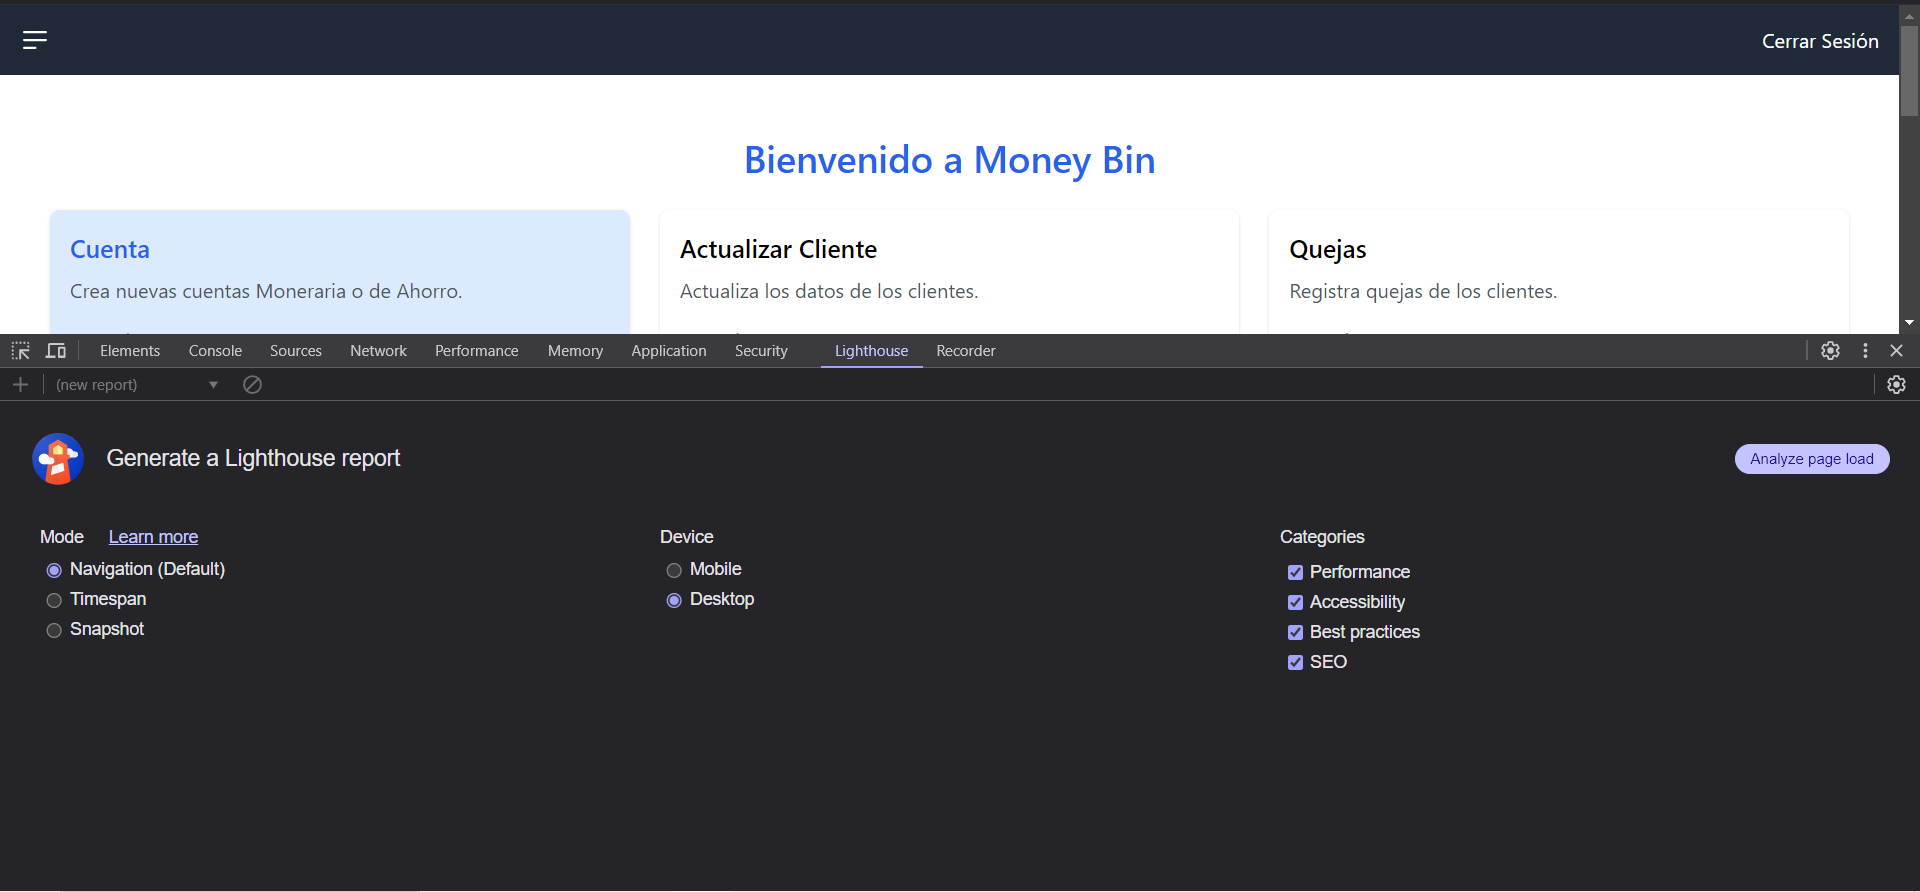 Cerrar Sesión
Bienvenido a Money Bin
Cuenta
Crea nuevas cuentas Moneraria o de Ahorro.
Actualizar Cliente
Actualiza los datos de los clientes.
Quejas
Registra quejas de los clientes.
Elements Console Sources Network Performance Memory Application Security Lighthouse Recorder
(new report)
Generate a Lighthouse report
Analyze page load
Mode Learn more
Navigation (Default)
Timespan
Snapshot
Device
Mobile
Desktop
Categories
Performance
Accessibility
Best practices
SEO